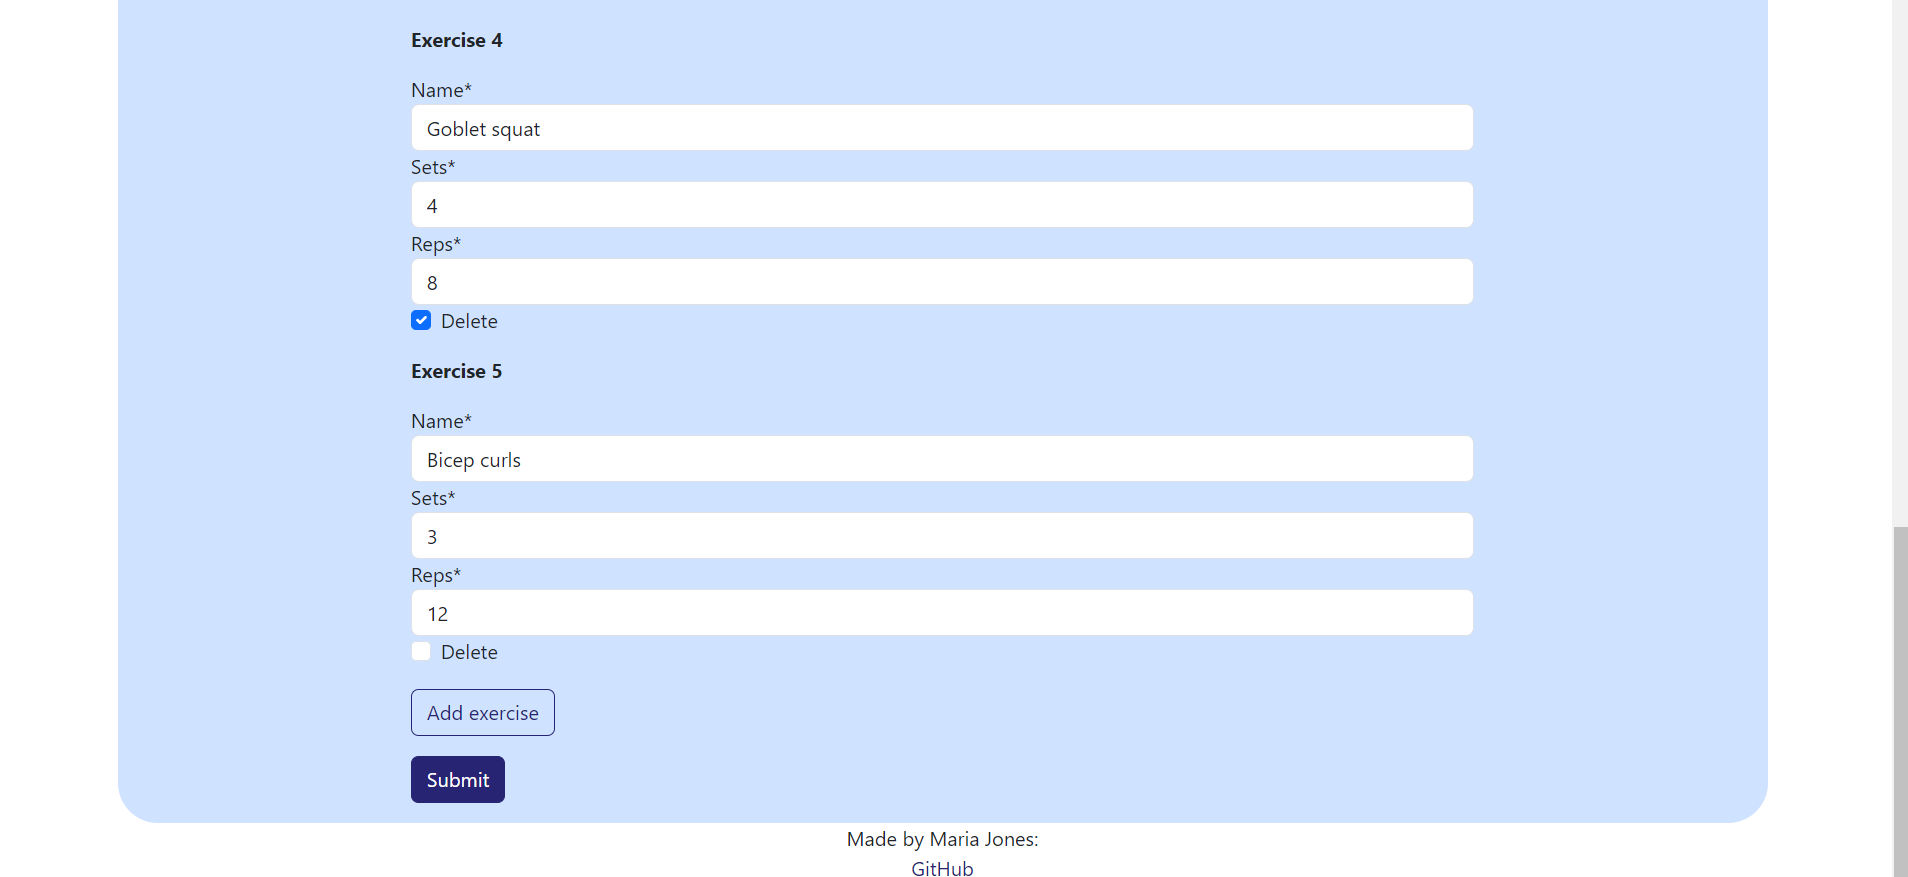 Exercise 4
Name*
Goblet squat
Sets*
4
Reps*
8
Delete
Exercise 5
Name*
Bicep curls
Sets*
3
Reps*
12
Delete
Add exercise
Submit
Made by Maria Jones:
GitHub